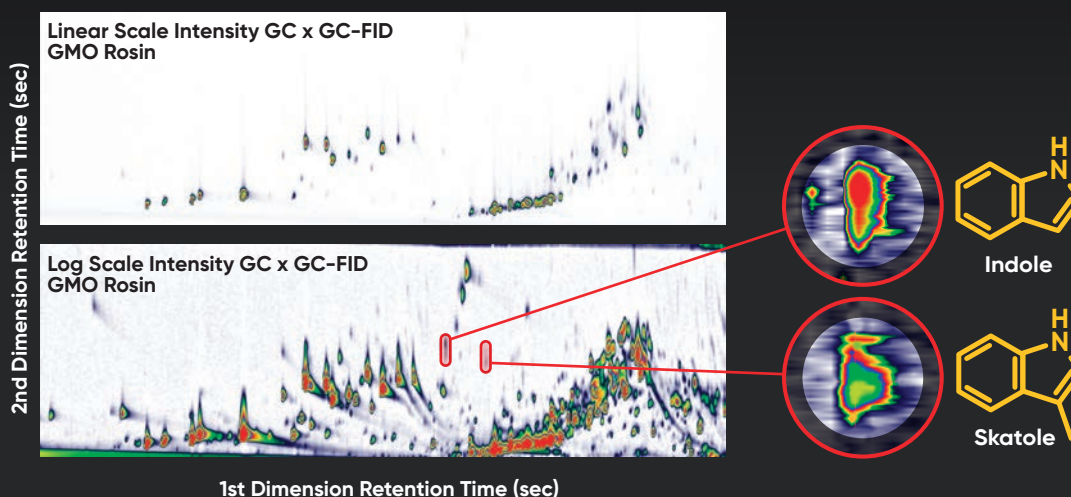 Linear Scale Intensity GC x GC-FID
GMO Rosin
2nd Dimension Retention Time (sec)
Log Scale Intensity GC x GC-FID
GMO Rosin
1st Dimension Retention Time (sec)
H
N
Indole
H
N
Skatole